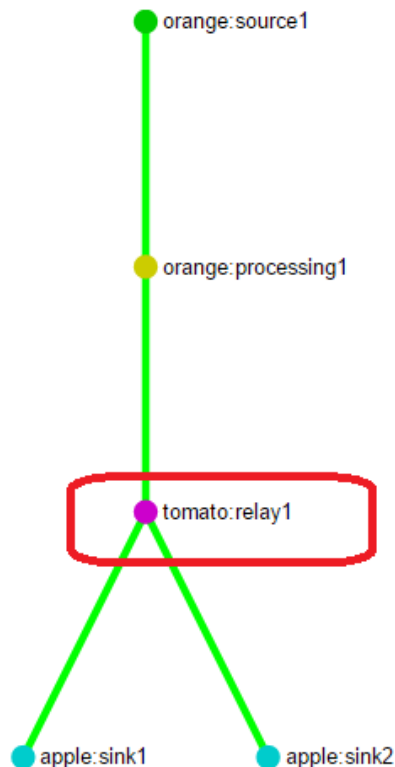 orange:source1
orange:processing1
tomato:relay1
apple:sink1
apple:sink2